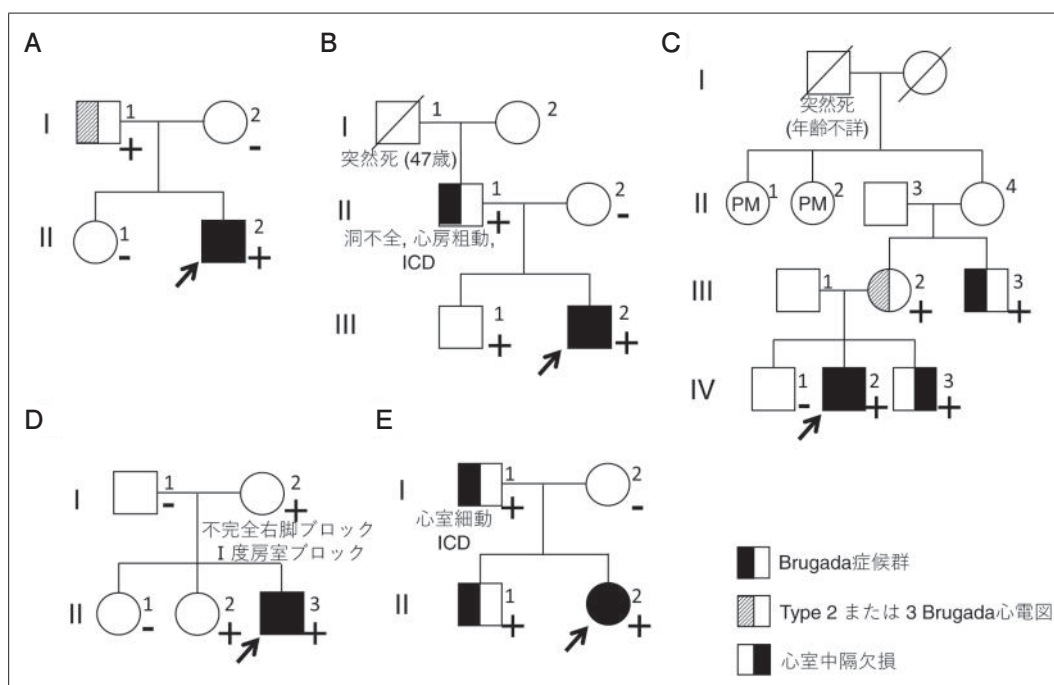 A
I
1
+
2
-
II
1
-
2
+
B
I
1
2
突然死 (47歳)
II
1
+
2
-
洞不全, 心房粗動,
ICD
III
1
+
2
+
C
I
突然死
(年齢不詳)
II
PM
1
PM
2
3
4
III
1
2
+
3
+
IV
1
-
2
+
3
+
D
I
1
-
2
+
不完全右脚ブロック
I 度房室ブロック
II
1
-
2
+
3
+
E
I
1
+
2
-
心室細動
ICD
II
1
+
2
+
Brugada症候群
Type 2 または 3 Brugada心電図
心室中隔欠損